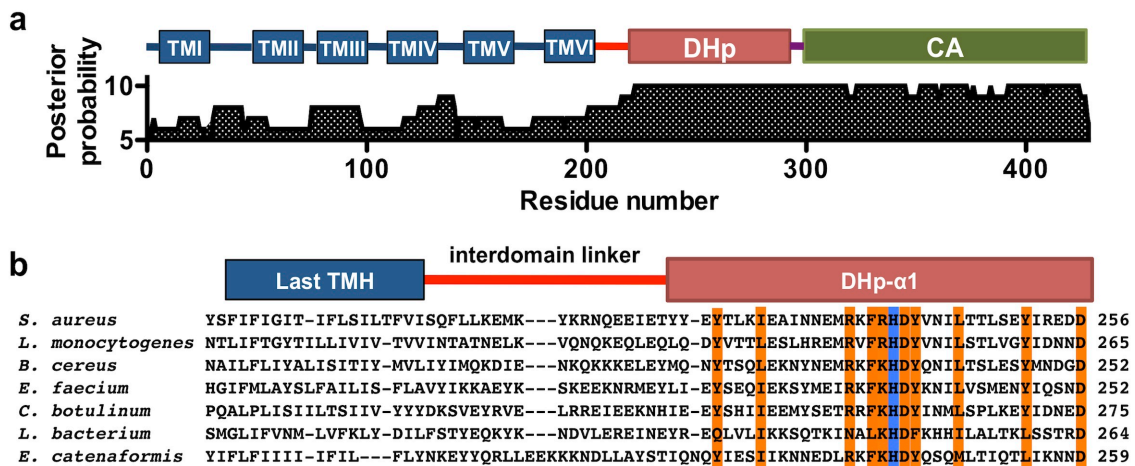 a
TMI TMII TMIII TMIV TMV TMVI DHp CA
Posterior probability
10
5
0 100 200 300 400
Residue number
b
interdomain linker
Last TMH DHp-α1
S. aureus YSFIFIGIT-IFLSILTFVISQFLLKEMK---YKRNQEEIETYY-EYTLKIEAINNEMRKFRHDYVNILTTLSEYIREDD 256
L. monocytogenes NTLIFTGYTILLIVIV-TVVINTATNELK---VQNQKEQLEQLQ-DYVTTLESLHREMRVFRHDYVNILSTLVGYIDNND 265
B. cereus NAILFLIYALISITIY-MVLIYIMQKDIE---NKQKKKELEYMQ-NYTSQLEKNYNEMRKFKHDYQNILTSLESYMNDGD 252
E. faecium HGIFMLAYSLFAILIS-FLAVYIKKAEYK---SKEEKNRMEYLI-EYSEQIEKSYMEIRKFKHDYKNILVSMENYIQSND 252
C. botulinum PQALPLISIILTSIIV-YYYDKSVEYRVE---LRREIEEKNHIE-EYSHIIEEMYSETRRFKHDYINMLSPLKEYIDNED 275
L. bacterium SMGLIFVNM-LVFKLY-DILFSTYEQKYK---NDVLEREINEYR-EQLVLIKKSQTKINALKHDFKHHILALTKLSSTRD 264
E. catenaformis YIFLFIIII-IFIL---FLYNKEYYQRLLEEKKKNDLLAYSTIQNQYIESIIKNNEDLRKFKHDYQSQMLTIQTLIKNND 259